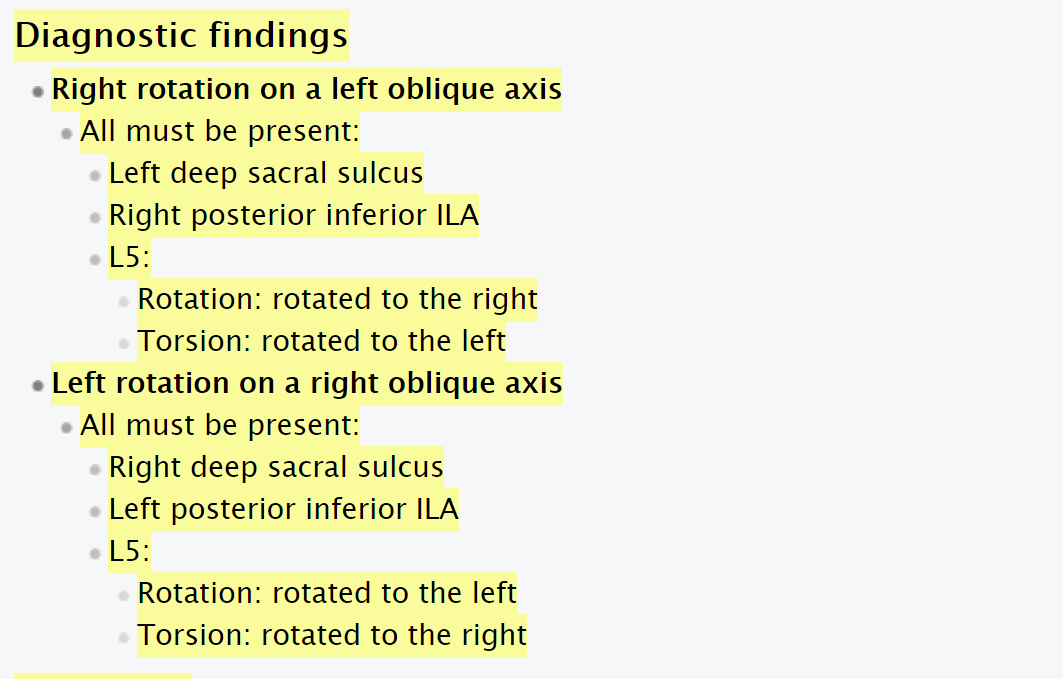 Diagnostic findings
Right rotation on a left oblique axis
All must be present:
Left deep sacral sulcus
Right posterior inferior ILA
L5:
Rotation: rotated to the right
Torsion: rotated to the left
Left rotation on a right oblique axis
All must be present:
Right deep sacral sulcus
Left posterior inferior ILA
L5:
Rotation: rotated to the left
Torsion: rotated to the right